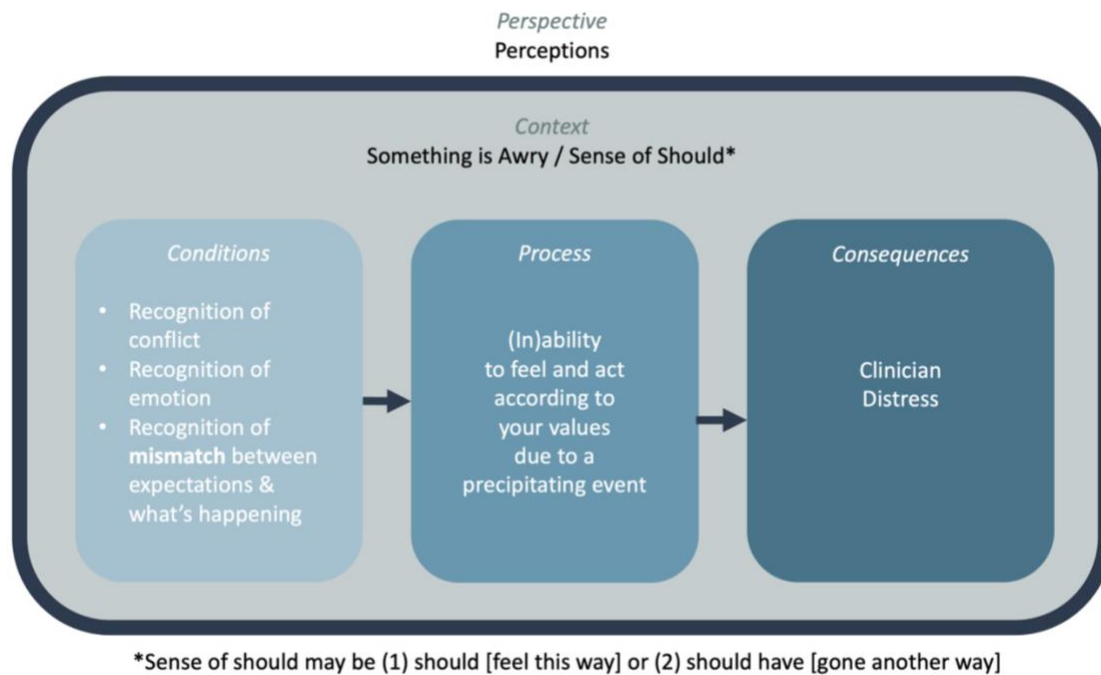 Perspective
Perceptions
Context
Something is Awry / Sense of Should*
Conditions
• Recognition of
conflict
• Recognition of
emotion
• Recognition of
mismatch between
expectations &
what's happening
Process
(In)ability
to feel and act
according to
your values
due to a
precipitating event
Consequences
Clinician
Distress
*Sense of should may be (1) should [feel this way] or (2) should have [gone another way]